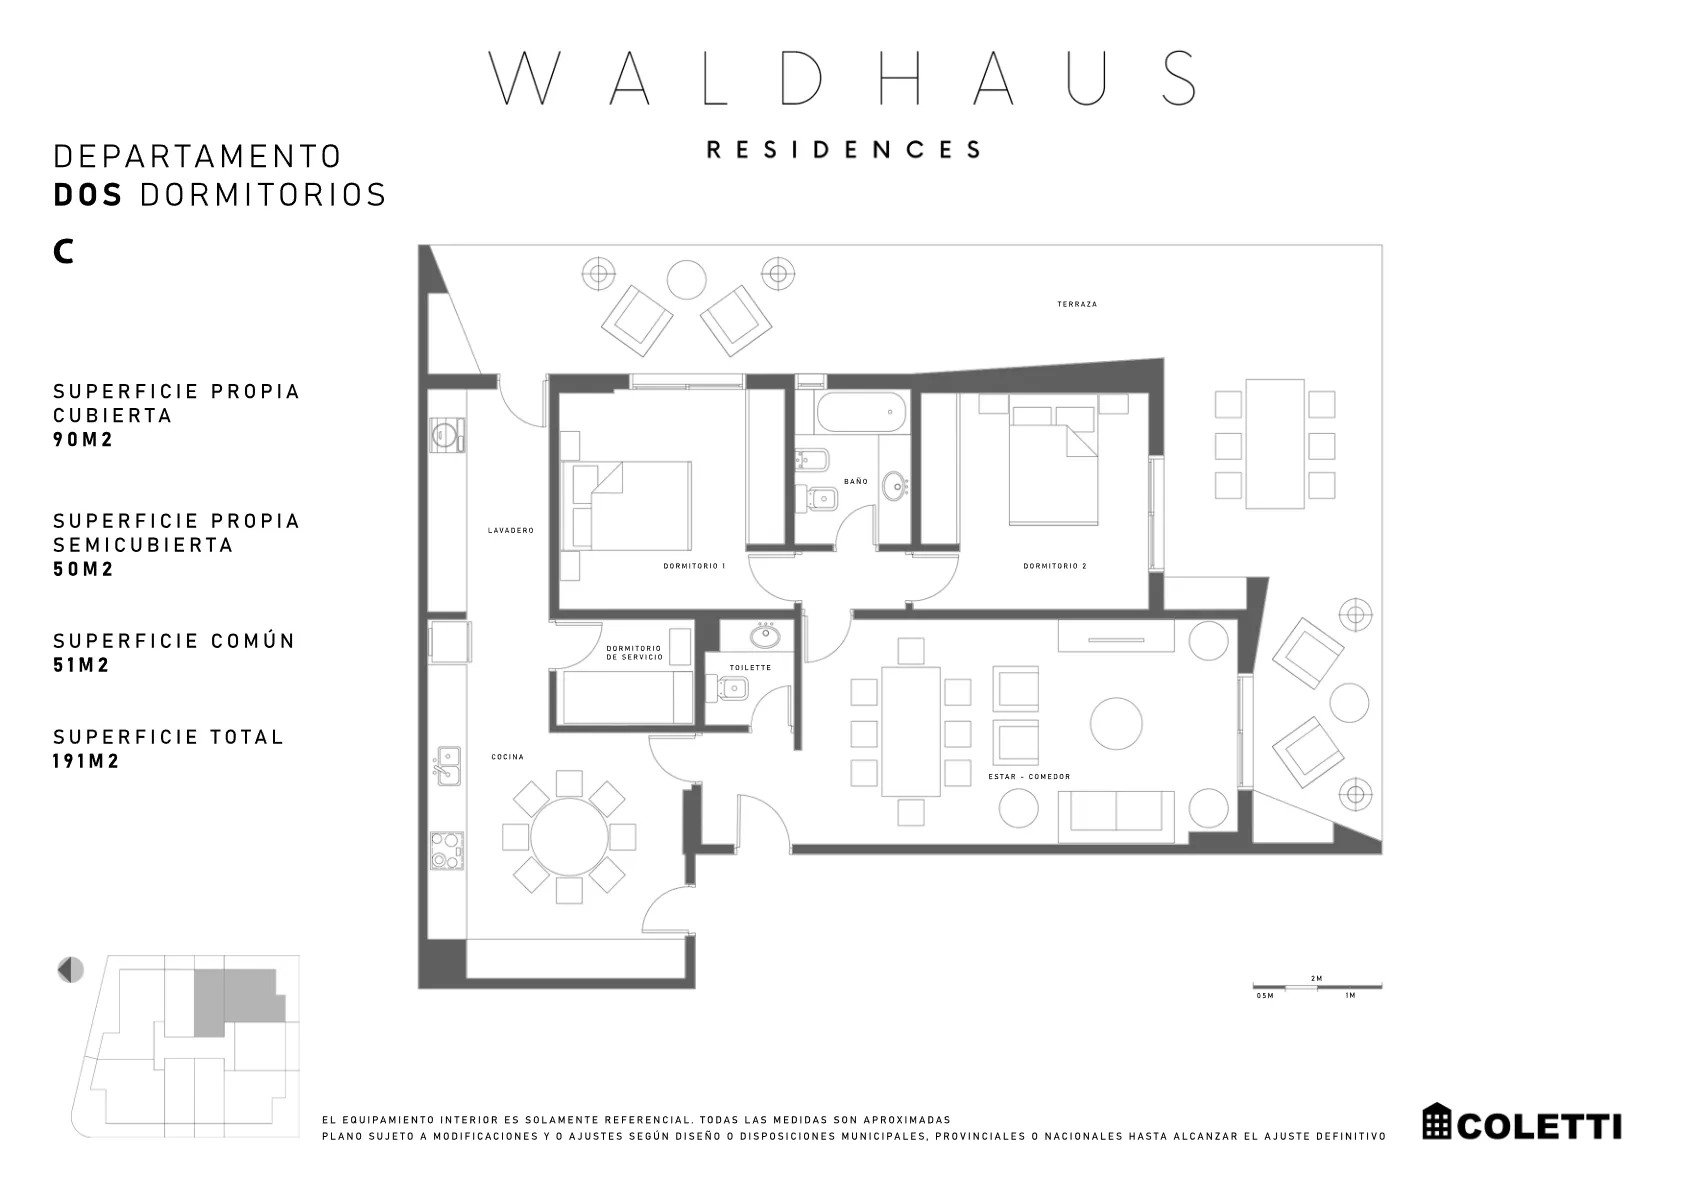 WALDHAUS
RESIDENCES
DEPARTAMENTO
DOS DORMITORIOS
C
SUPERFICIE PROPIA
CUBIERTA
90M2
SUPERFICIE PROPIA
SEMICUBIERTA
50M2
SUPERFICIE COMÚN
51M2
SUPERFICIE TOTAL
191M2
TERRAZA
BAÑO
LAVADERO
DORMITORIO 1
DORMITORIO 2
DORMITORIO
DE SERVICIO
TOILETTE
COCINA
ESTAR - COMEDOR
2M
05M
1M
EL EQUIPAMIENTO INTERIOR ES SOLAMENTE REFERENCIAL. TODAS LAS MEDIDAS SON APROXIMADAS
PLANO SUJETO A MODIFICACIONES Y O AJUSTES SEGÚN DISEÑO O DISPOSICIONES MUNICIPALES, PROVINCIALES O NACIONALES HASTA ALCANZAR EL AJUSTE DEFINITIVO
COLETTI